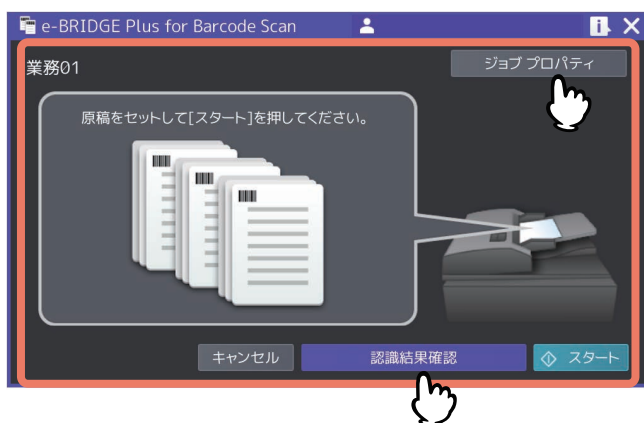 e-BRIDGE Plus for Barcode Scan
業務01
ジョブ プロパティ
原稿をセットして[スタート]を押してください。
キャンセル
認識結果確認
スタート